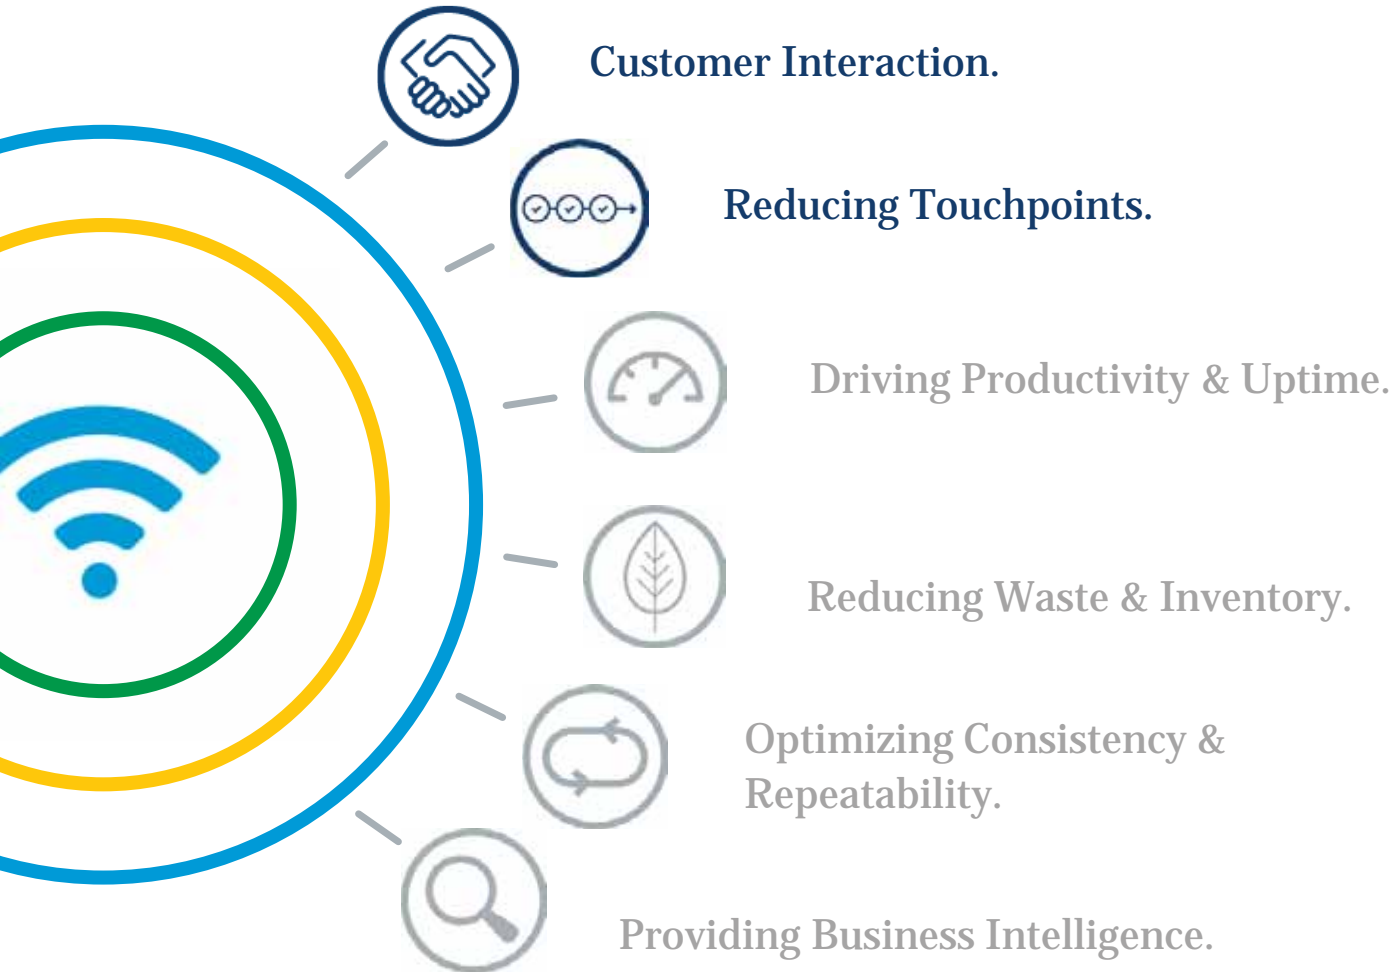 Customer Interaction.
Reducing Touchpoints.
Driving Productivity & Uptime.
Reducing Waste & Inventory.
Optimizing Consistency &
Repeatability.
Providing Business Intelligence.